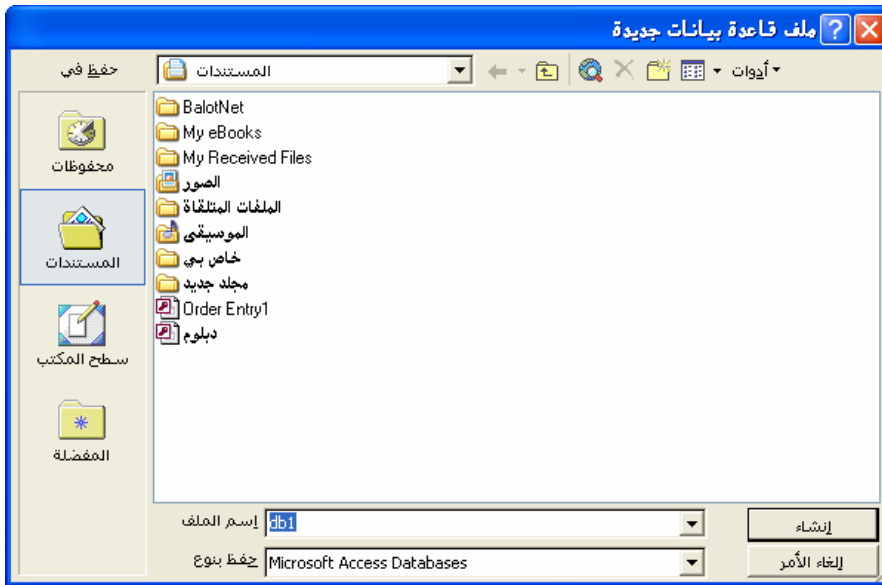 ملف قاعدة بيانات جديدة
حفظ في
المستندات
أدوات
محفوظات
المستندات
سطح المكتب
المفضلة
BalotNet
My eBooks
My Received Files
الصور
الملفات المتلقاة
الموسيقى
خاص بي
مجلد جديد
Order Entry1
دبلوم
إسم الملف db1
إنشاء
حفظ بنوع Microsoft Access Databases
إلغاء الأمر